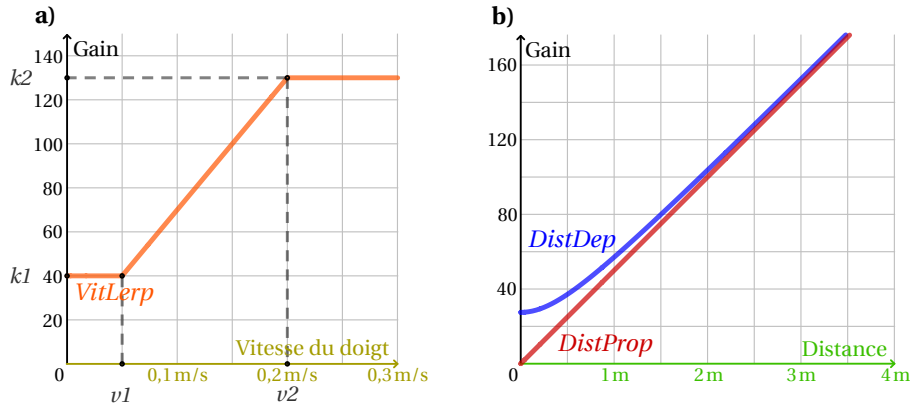 a)
Gain
140
k2
120
100
80
60
k1
40
VitLerp
20
Vitesse du doigt
0
0,1 m/s
0,2 m/s
0,3 m/s
v1
v2
b)
Gain
160
120
80
DistDep
40
DistProp
Distance
0
1 m
2 m
3 m
4 m